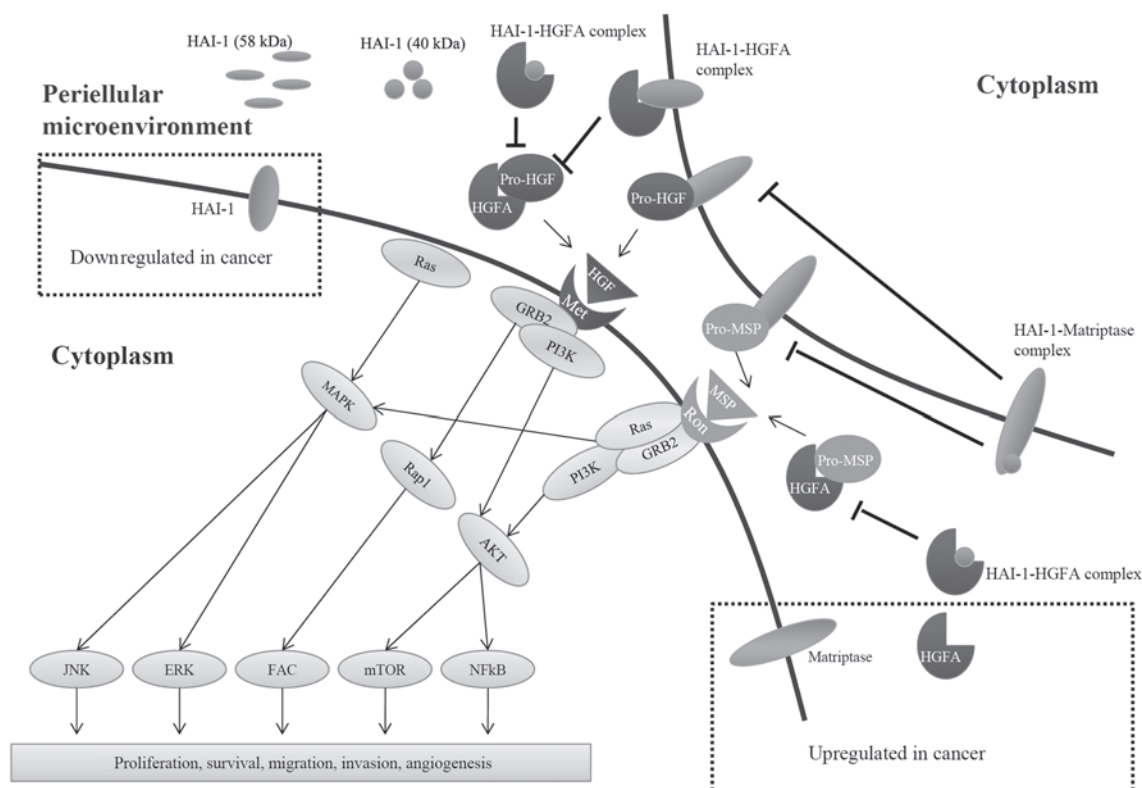 HAI-1 (58 kDa)
HAI-1 (40 kDa)
HAI-1-HGFA complex
HAI-1-HGFA
complex
Cytoplasm
Periellular
microenvironment
Pro-HGF
HGFA
Pro-HGF
HAI-1
Downregulated in cancer
Ras
HGF
Met
GRB2
PI3K
Pro-MSP
HAI-1-Matriptase
complex
Cytoplasm
MAPK
MSP
Ron
Ras
GRB2
PI3K
Rap1
Pro-MSP
HGFA
AKT
HAI-1-HGFA complex
Matriptase
HGFA
JNK
ERK
FAC
mTOR
NFkB
Upregulated in cancer
Proliferation, survival, migration, invasion, angiogenesis